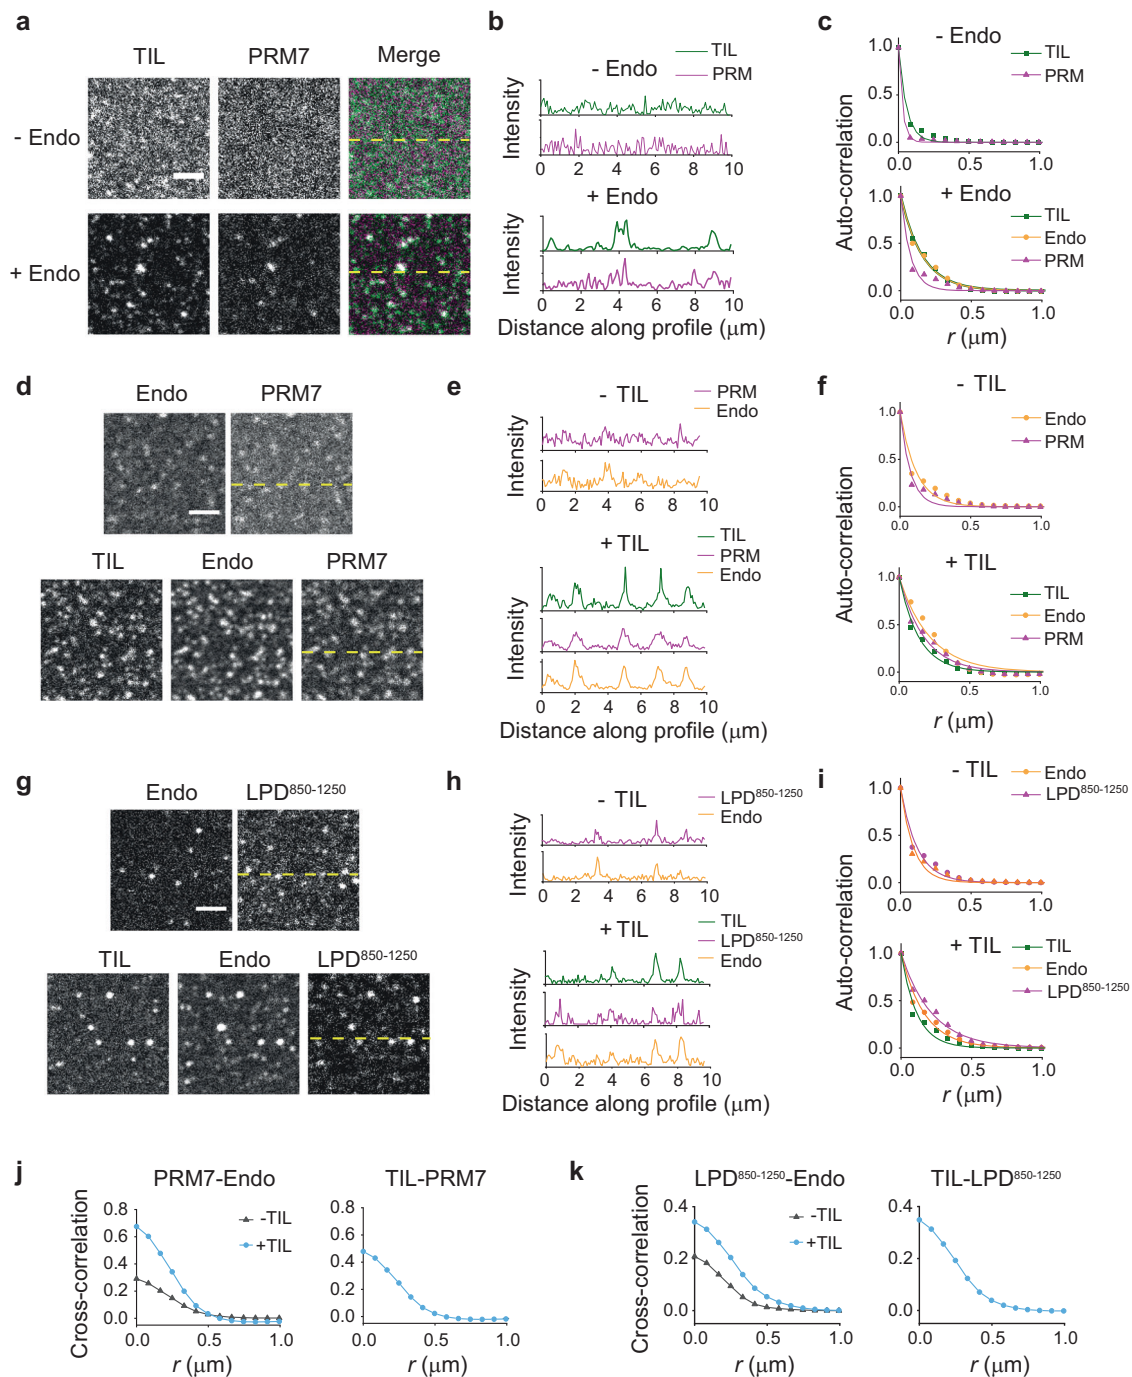 a
TIL PRM7 Merge
- Endo
+ Endo
b
TIL
- Endo
PRM
Intensity
0 2 4 6 8 10
+ Endo
Intensity
0 2 4 6 8 10
Distance along profile (μm)
c
- Endo
TIL
PRM
1.0
0.5
0.0
0.0 0.5 1.0
+ Endo
TIL
Endo
PRM
1.0
0.5
0.0
0.0 0.5 1.0
Auto-correlation
r (μm)
d
Endo PRM7
TIL Endo PRM7
e
- TIL
PRM
Endo
Intensity
0 2 4 6 8 10
+ TIL
TIL
PRM
Endo
Intensity
0 2 4 6 8 10
Distance along profile (μm)
f
- TIL
Endo
PRM
1.0
0.5
0.0
0.0 0.5 1.0
+ TIL
TIL
Endo
PRM
1.0
0.5
0.0
0.0 0.5 1.0
Auto-correlation
r (μm)
g
Endo LPD850-1250
TIL Endo LPD850-1250
h
- TIL
LPD850-1250
Endo
Intensity
0 2 4 6 8 10
+ TIL
TIL
LPD850-1250
Endo
Intensity
0 2 4 6 8 10
Distance along profile (μm)
i
- TIL
Endo
LPD850-1250
1.0
0.5
0.0
0.0 0.5 1.0
+ TIL
TIL
Endo
LPD850-1250
1.0
0.5
0.0
0.0 0.5 1.0
Auto-correlation
r (μm)
j
PRM7-Endo
-TIL
+TIL
Cross-correlation
0.8
0.6
0.4
0.2
0.0
0.0 0.5 1.0
r (μm)
TIL-PRM7
0.8
0.6
0.4
0.2
0.0
0.0 0.5 1.0
r (μm)
k
LPD850-1250-Endo
-TIL
+TIL
Cross-correlation
0.4
0.2
0.0
0.0 0.5 1.0
r (μm)
TIL-LPD850-1250
0.4
0.2
0.0
0.0 0.5 1.0
r (μm)